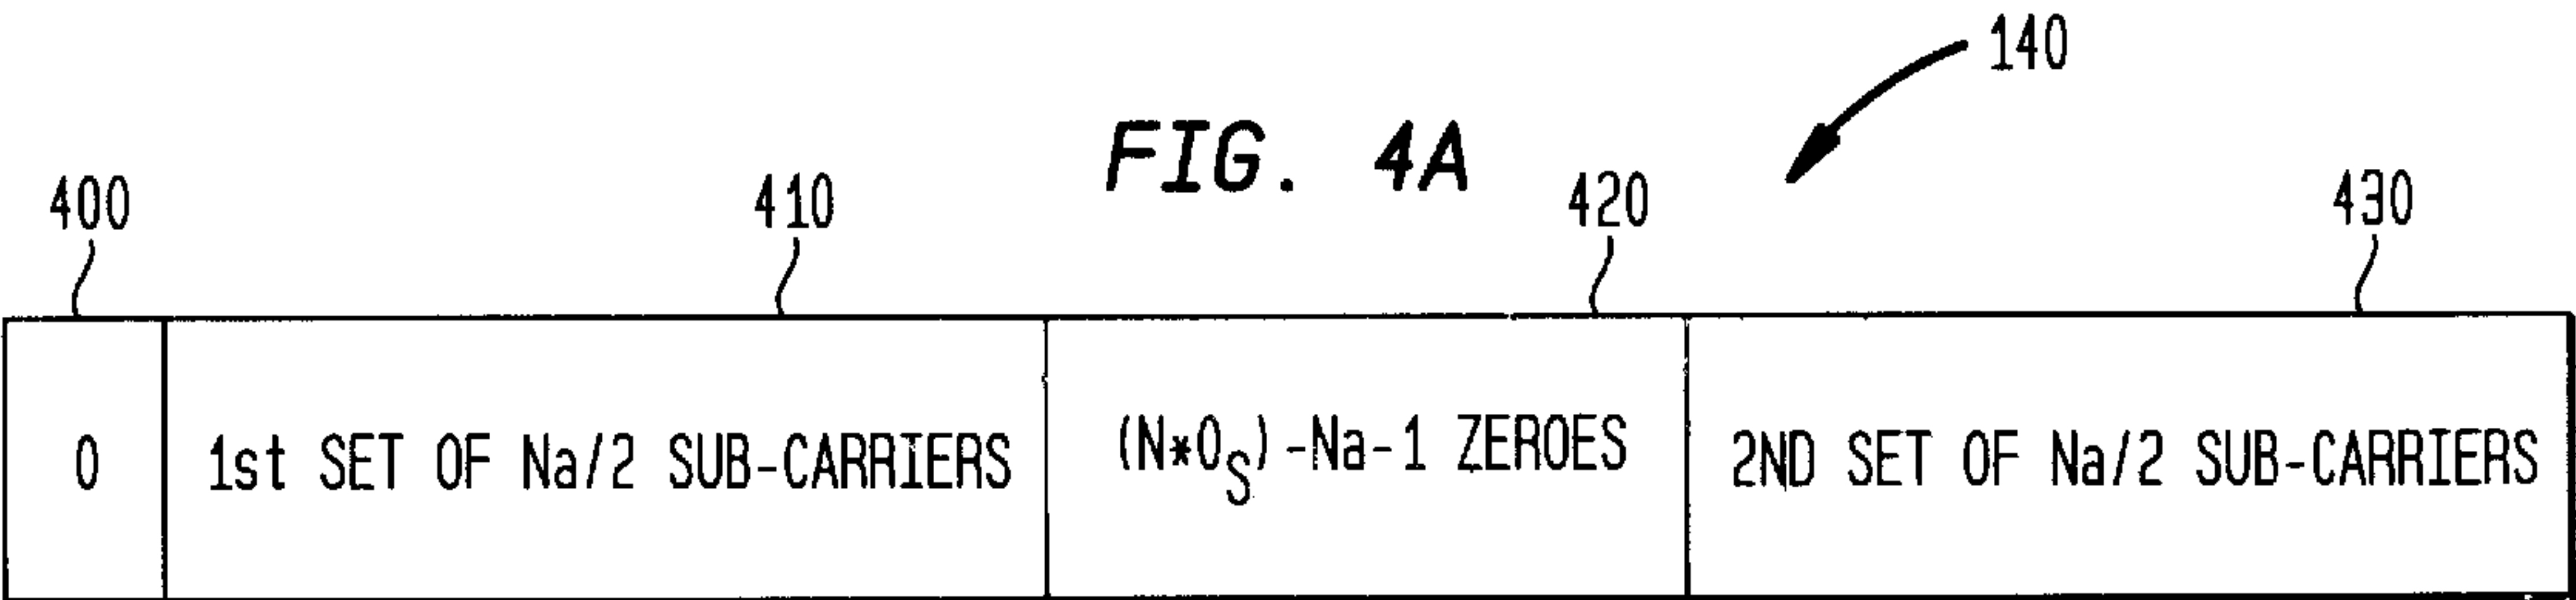 140
FIG. 4A
400
410
420
430
0
1st SET OF Na/2 SUB-CARRIERS
(N*O_S)-Na-1 ZEROES
2ND SET OF Na/2 SUB-CARRIERS